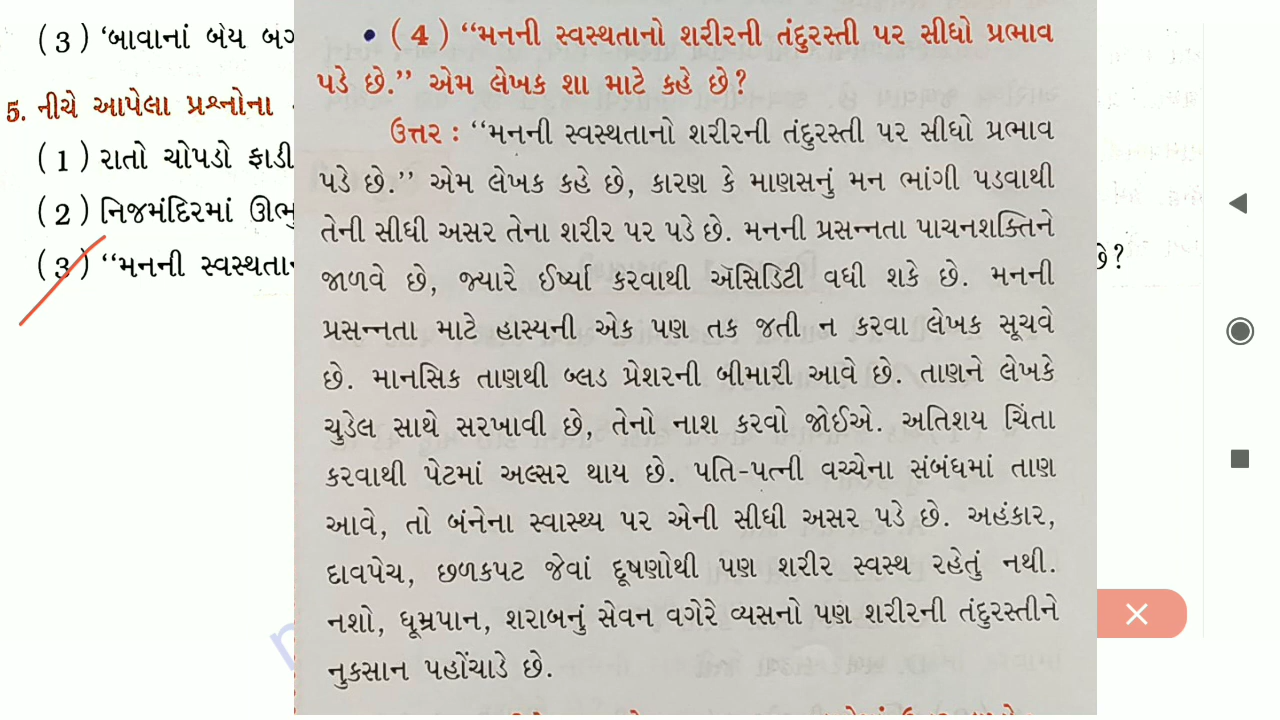 (3) ‘બાવાનાં બેય બગ
5. નીચે આપેલા પ્રશ્નોના
(1) રાતો ચોપડો ફાડી
(2) નિજમંદિરમાં ઊભુ
(3) “મનની સ્વસ્થતાન
છે?
• (4) “મનની સ્વસ્થતાનો શરીરની તંદુરસ્તી પર સીધો પ્રભાવ
પડે છે.” એમ લેખક શા માટે કહે છે?
ઉત્તર : “મનની સ્વસ્થતાનો શરીરની તંદુરસ્તી પર સીધો પ્રભાવ
પડે છે.” એમ લેખક કહે છે, કારણ કે માણસનું મન ભાંગી પડવાથી
તેની સીધી અસર તેના શરીર પર પડે છે. મનની પ્રસન્નતા પાચનશક્તિને
જાળવે છે, જ્યારે ઈર્ષ્યા કરવાથી ઍસિડિટી વધી શકે છે. મનની
પ્રસન્નતા માટે હાસ્યની એક પણ તક જતી ન કરવા લેખક સૂચવે
છે. માનસિક તાણથી બ્લડ પ્રેશરની બીમારી આવે છે. તાણને લેખકે
ચુડેલ સાથે સરખાવી છે, તેનો નાશ કરવો જોઈએ. અતિશય ચિંતા
કરવાથી પેટમાં અલ્સર થાય છે. પતિ-પત્ની વચ્ચેના સંબંધમાં તાણ
આવે, તો બંનેના સ્વાસ્થ્ય પર એની સીધી અસર પડે છે. અહંકાર,
દાવપેચ, છળકપટ જેવાં દૂષણોથી પણ શરીર સ્વસ્થ રહેતું નથી.
નશો, ધૂમ્રપાન, શરાબનું સેવન વગેરે વ્યસનો પણ શરીરની તંદુરસ્તીને
નુકસાન પહોંચાડે છે.